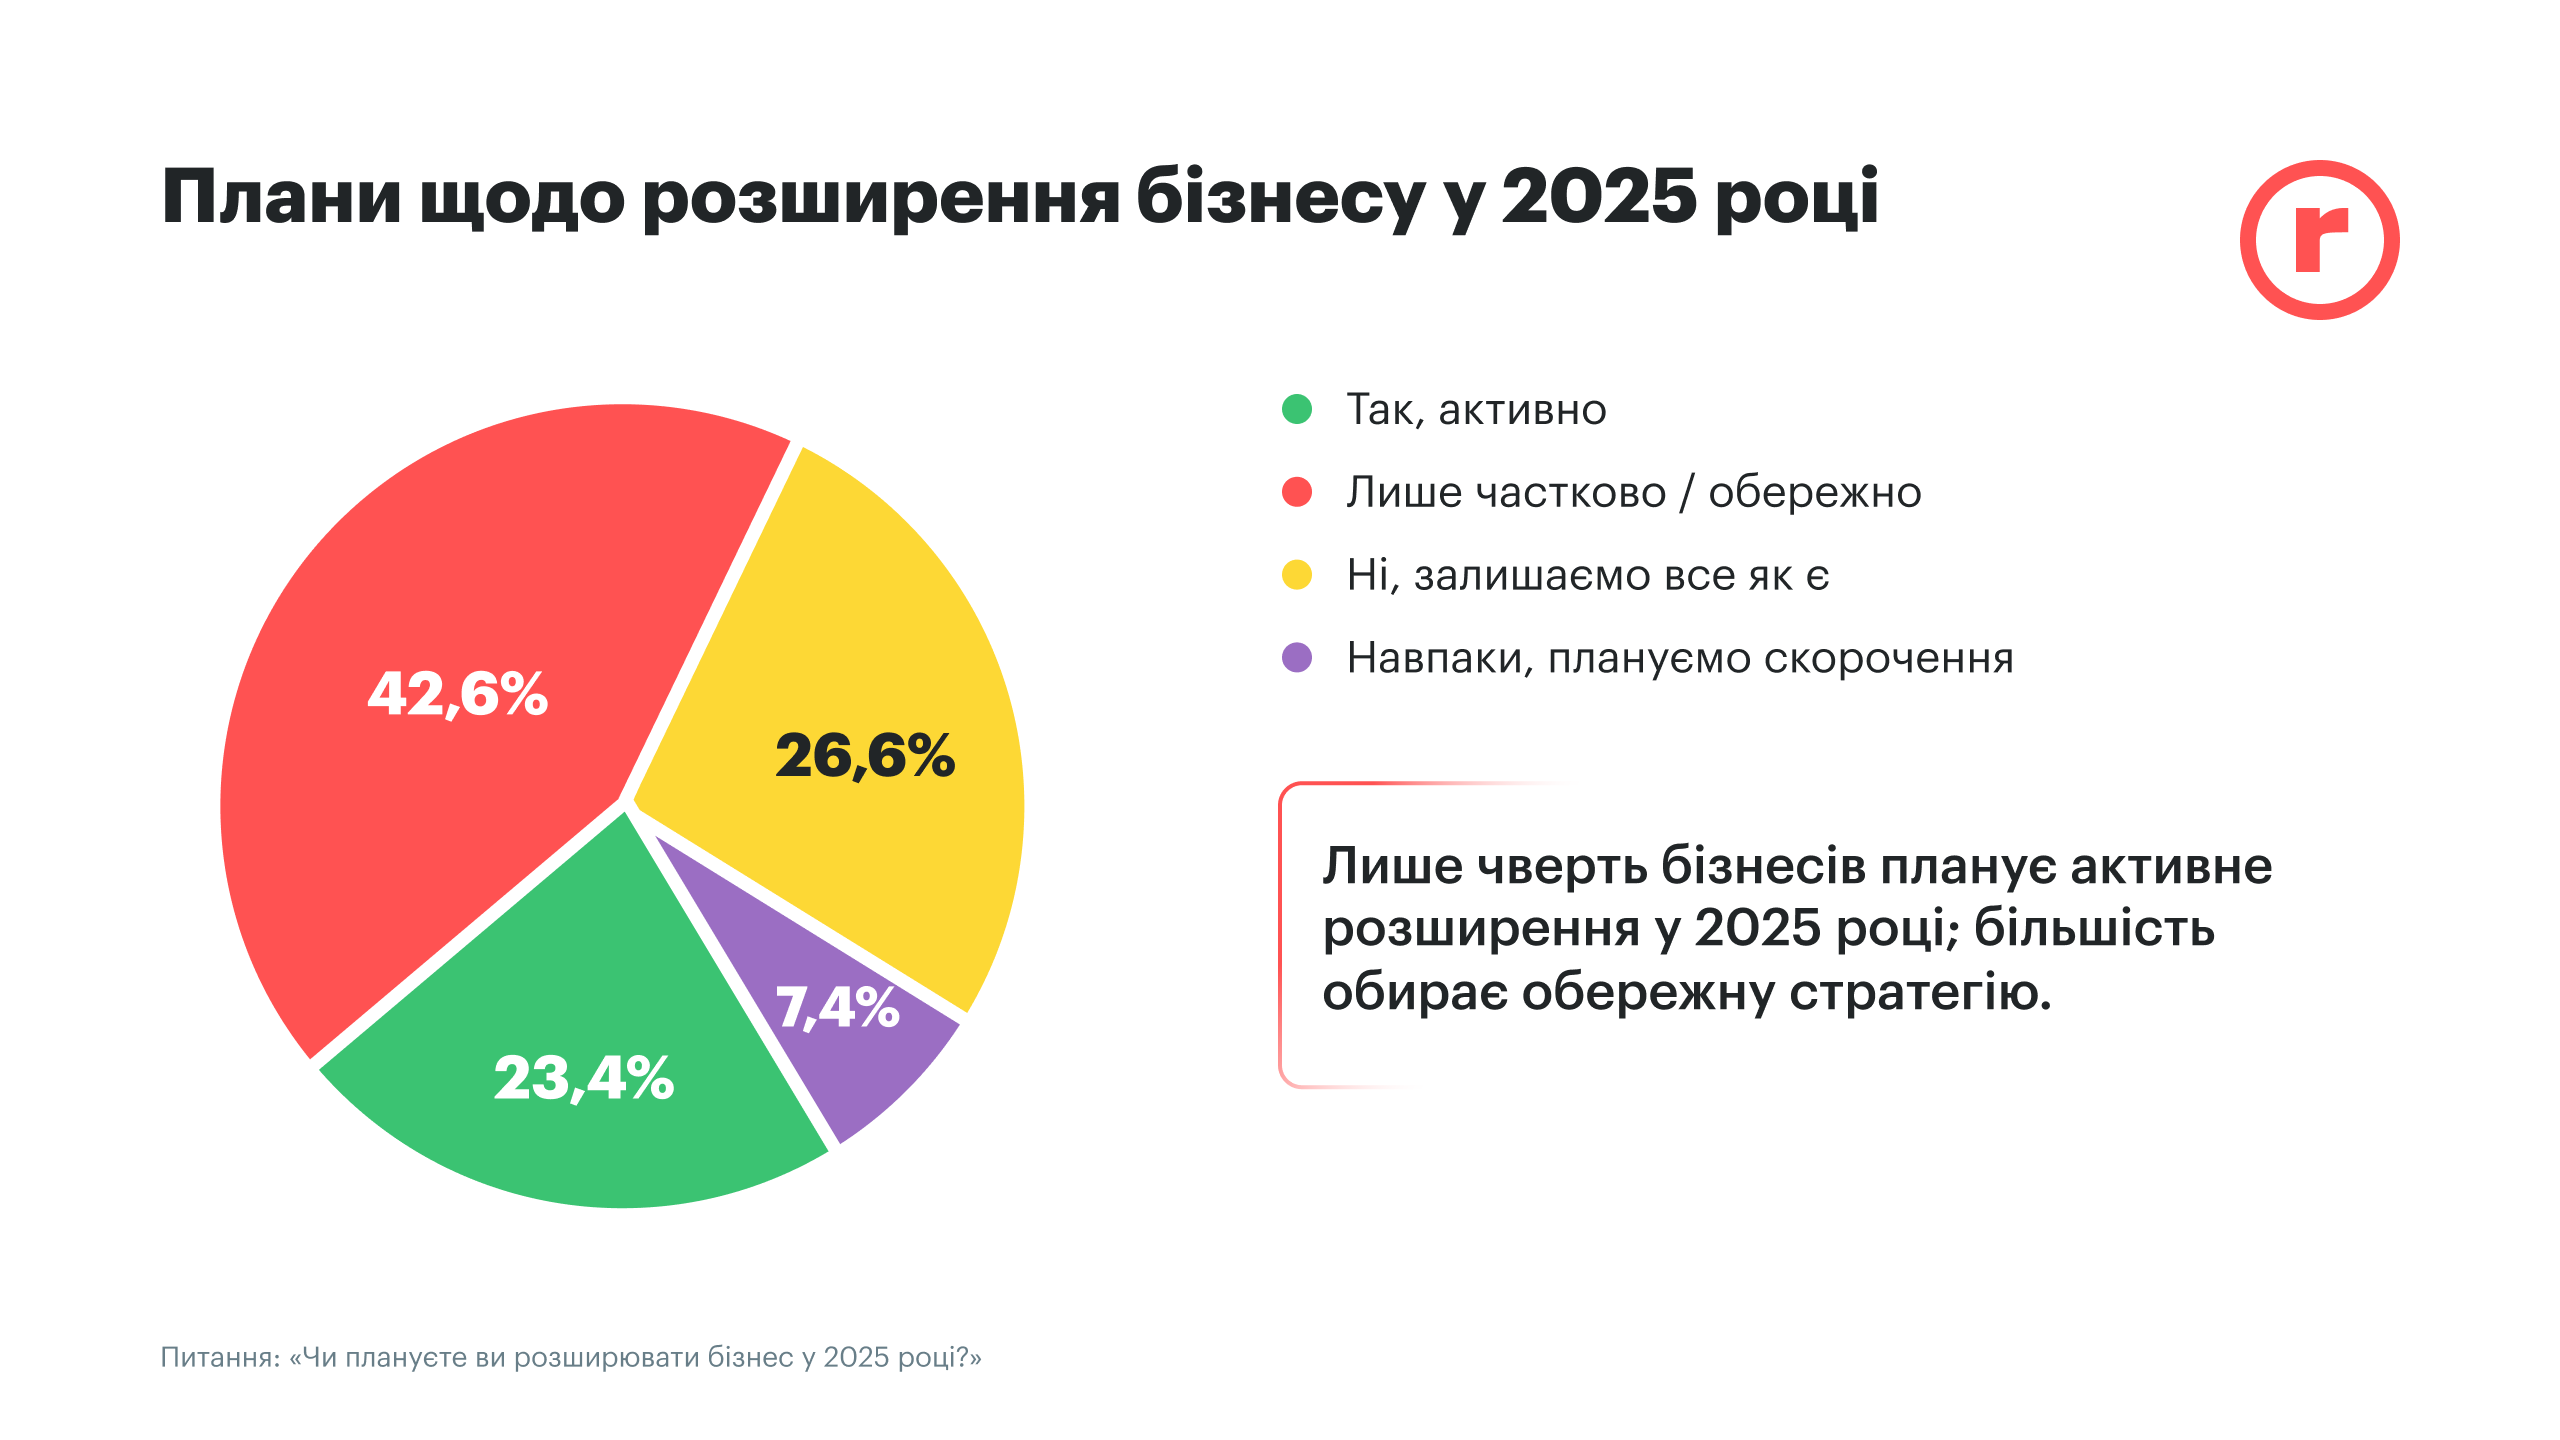 Плани щодо розширення бізнесу у 2025 році
r
42,6%
26,6%
7,4%
23,4%
Так, активно
Лише частково / обережно
Ні, залишаємо все як є
Навпаки, плануємо скорочення
Лише чверть бізнесів планує активне
розширення у 2025 році; більшість
обирає обережну стратегію.
Питання: «Чи плануєте ви розширювати бізнес у 2025 році?»